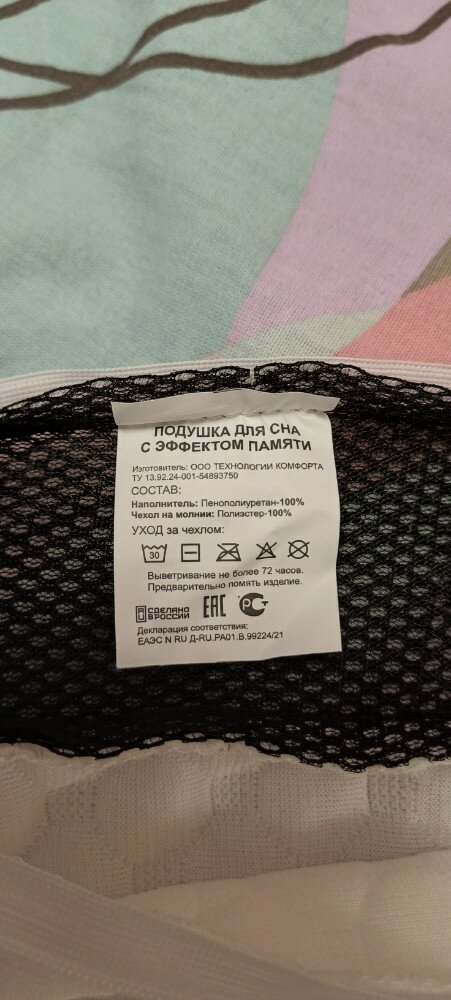 ПОДУШКА ДЛЯ СНА
С ЭФФЕКТОМ ПАМЯТИ
Изготовитель: ООО ТЕХНОЛОГИИ КОМФОРТА
ТУ 13.92.24-001-54893750
СОСТАВ:
Наполнитель: Пенополиуретан-100%
Чехол на молнии: Полиэстер-100%
УХОД за чехлом:
30
Выветривание не более 72 часов.
Предварительно помять изделие.
СДЕЛАНО
В РОССИИ
ЕАС
РСТ
Декларация соответствия:
ЕАЭС N RU Д-RU.РА01.В.99224/21